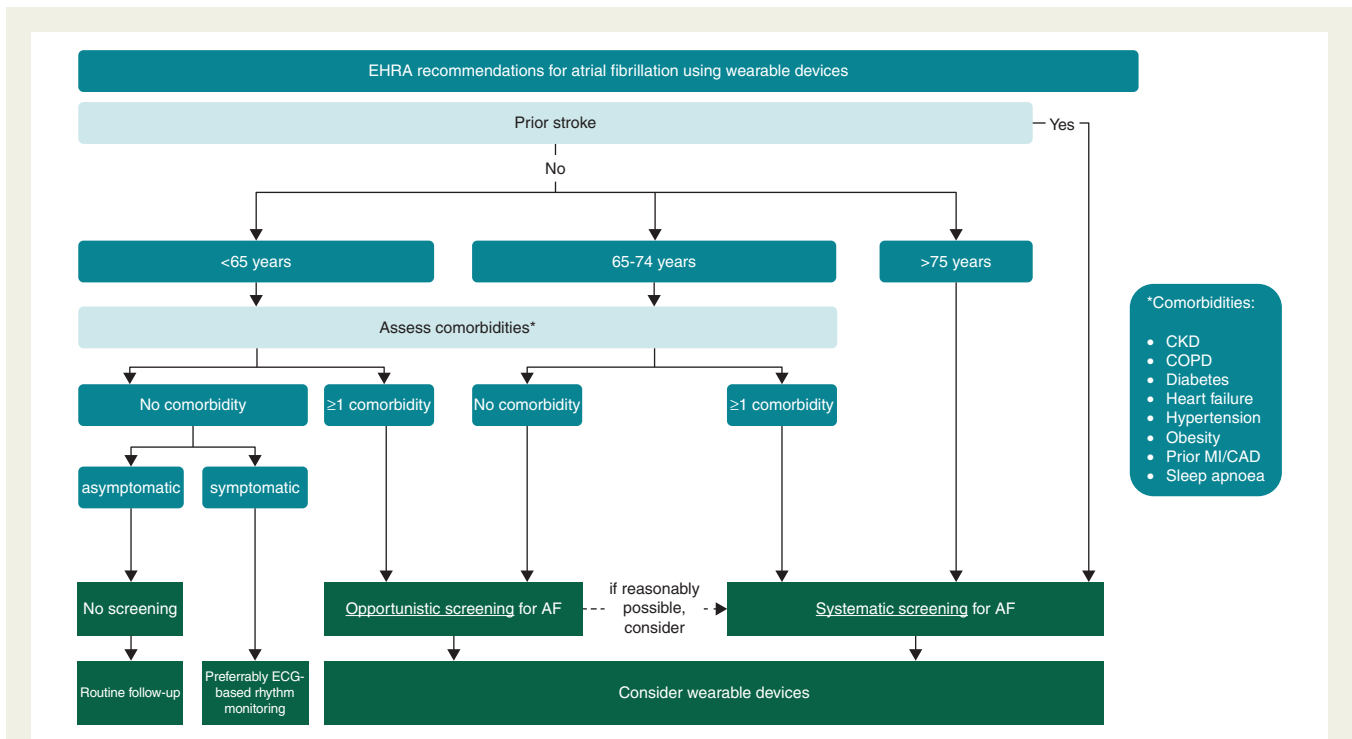 EHRA recommendations for atrial fibrillation using wearable devices
Prior stroke
Yes
No
<65 years
65-74 years
>75 years
Assess comorbidities*
No comorbidity
≥1 comorbidity
No comorbidity
≥1 comorbidity
asymptomatic
symptomatic
No screening
Opportunistic screening for AF
if reasonably
possible,
consider
Systematic screening for AF
Routine follow-up
Preferably ECG-
based rhythm
monitoring
Consider wearable devices
*Comorbidities:
• CKD
• COPD
• Diabetes
• Heart failure
• Hypertension
• Obesity
• Prior MI/CAD
• Sleep apnoea